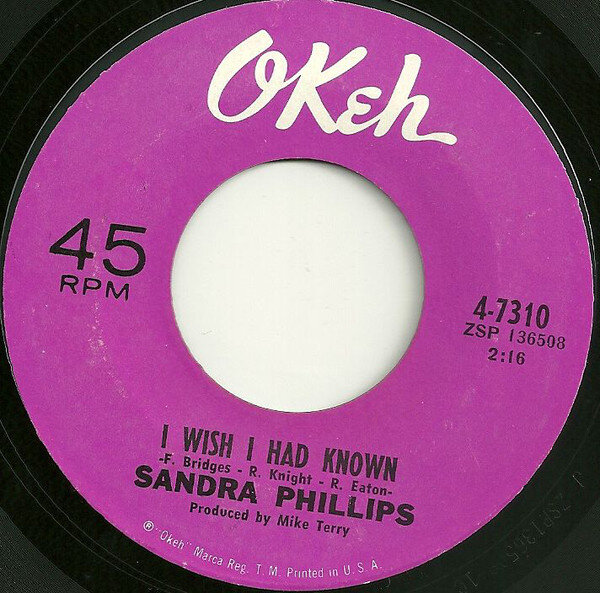 OKeh
45
RPM
4-7310
ZSP 136508
2:16
I WISH I HAD KNOWN
-F. Bridges - R. Knight - R. Eaton-
SANDRA PHILLIPS
Produced by Mike Terry
® "Okeh" Marca Reg. T. M. Printed in U. S. A.